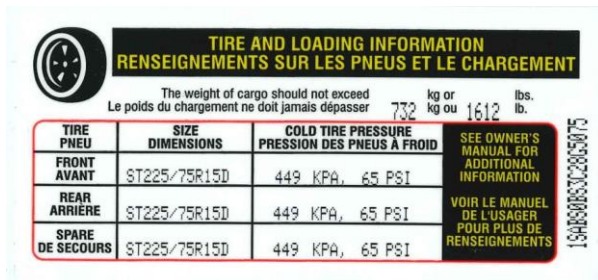 TIRE AND LOADING INFORMATION
RENSEIGNEMENTS SUR LES PNEUS ET LE CHARGEMENT
The weight of cargo should not exceed 732 kg or 1612 lbs.
Le poids du chargement ne doit jamais dépasser kg ou lb.
TIRE SIZE COLD TIRE PRESSURE
PNEU DIMENSIONS PRESSION DES PNEUS À FROID
FRONT
AVANT ST225/75R15D 449 KPA, 65 PSI
REAR
ARRIÈRE ST225/75R15D 449 KPA, 65 PSI
SPARE
DE SECOURS ST225/75R15D 449 KPA, 65 PSI
SEE OWNER'S
MANUAL FOR
ADDITIONAL
INFORMATION
VOIR LE MANUEL
DE L'USAGER
POUR PLUS DE
RENSEIGNEMENTS